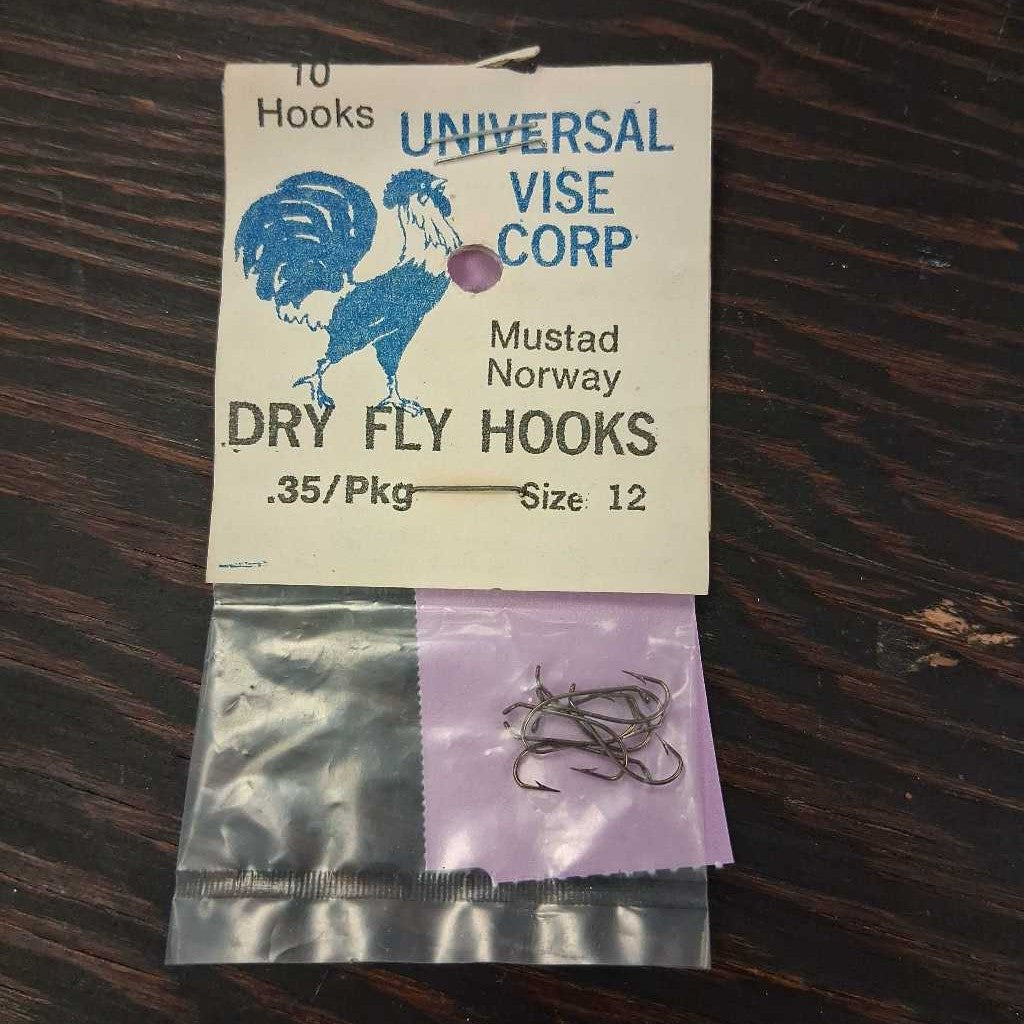 10
Hooks
UNIVERSAL
VISE
CORP
Mustad
Norway
DRY FLY HOOKS
.35/Pkg Size 12